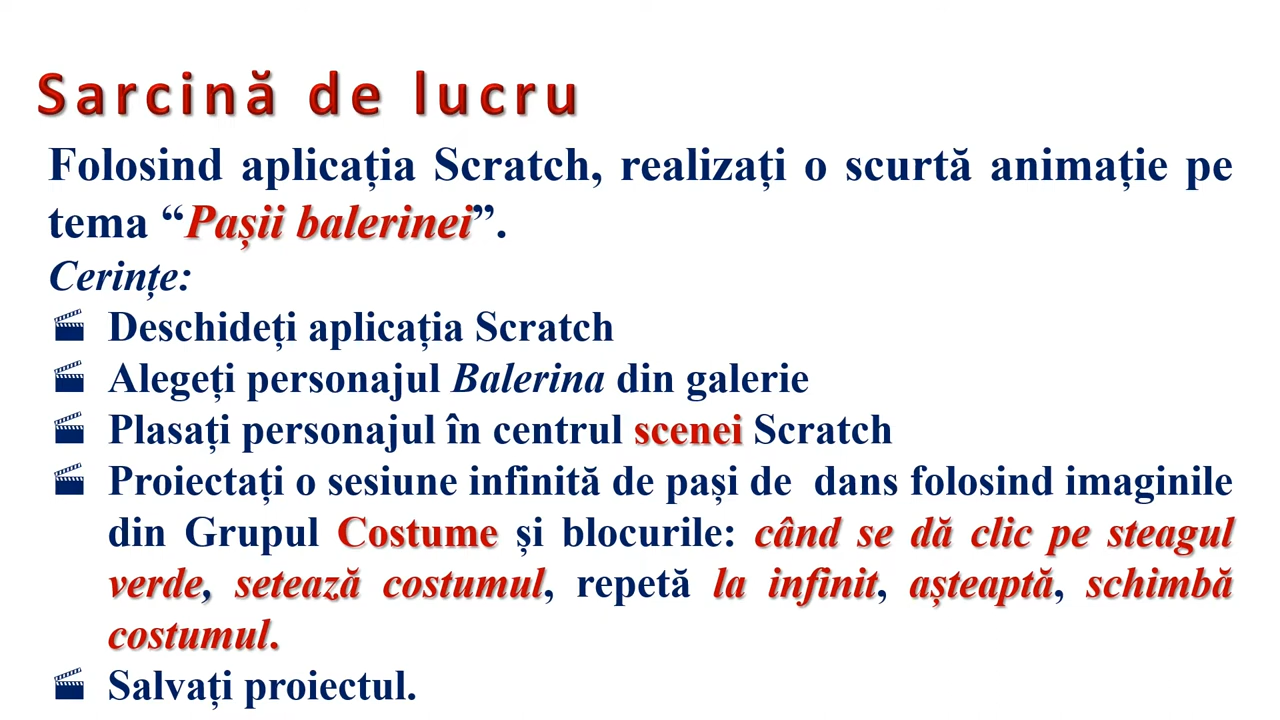 Sarcină de lucru
Folosind aplicația Scratch, realizați o scurtă animație pe
tema “Pașii balerinei”.
Cerințe:
Deschideți aplicația Scratch
Alegeți personajul Balerina din galerie
Plasați personajul în centrul scenei Scratch
Proiectați o sesiune infinită de pași de dans folosind imaginile
din Grupul Costume și blocurile: când se dă clic pe steagul
verde, setează costumul, repetă la infinit, așteaptă, schimbă
costumul.
Salvați proiectul.